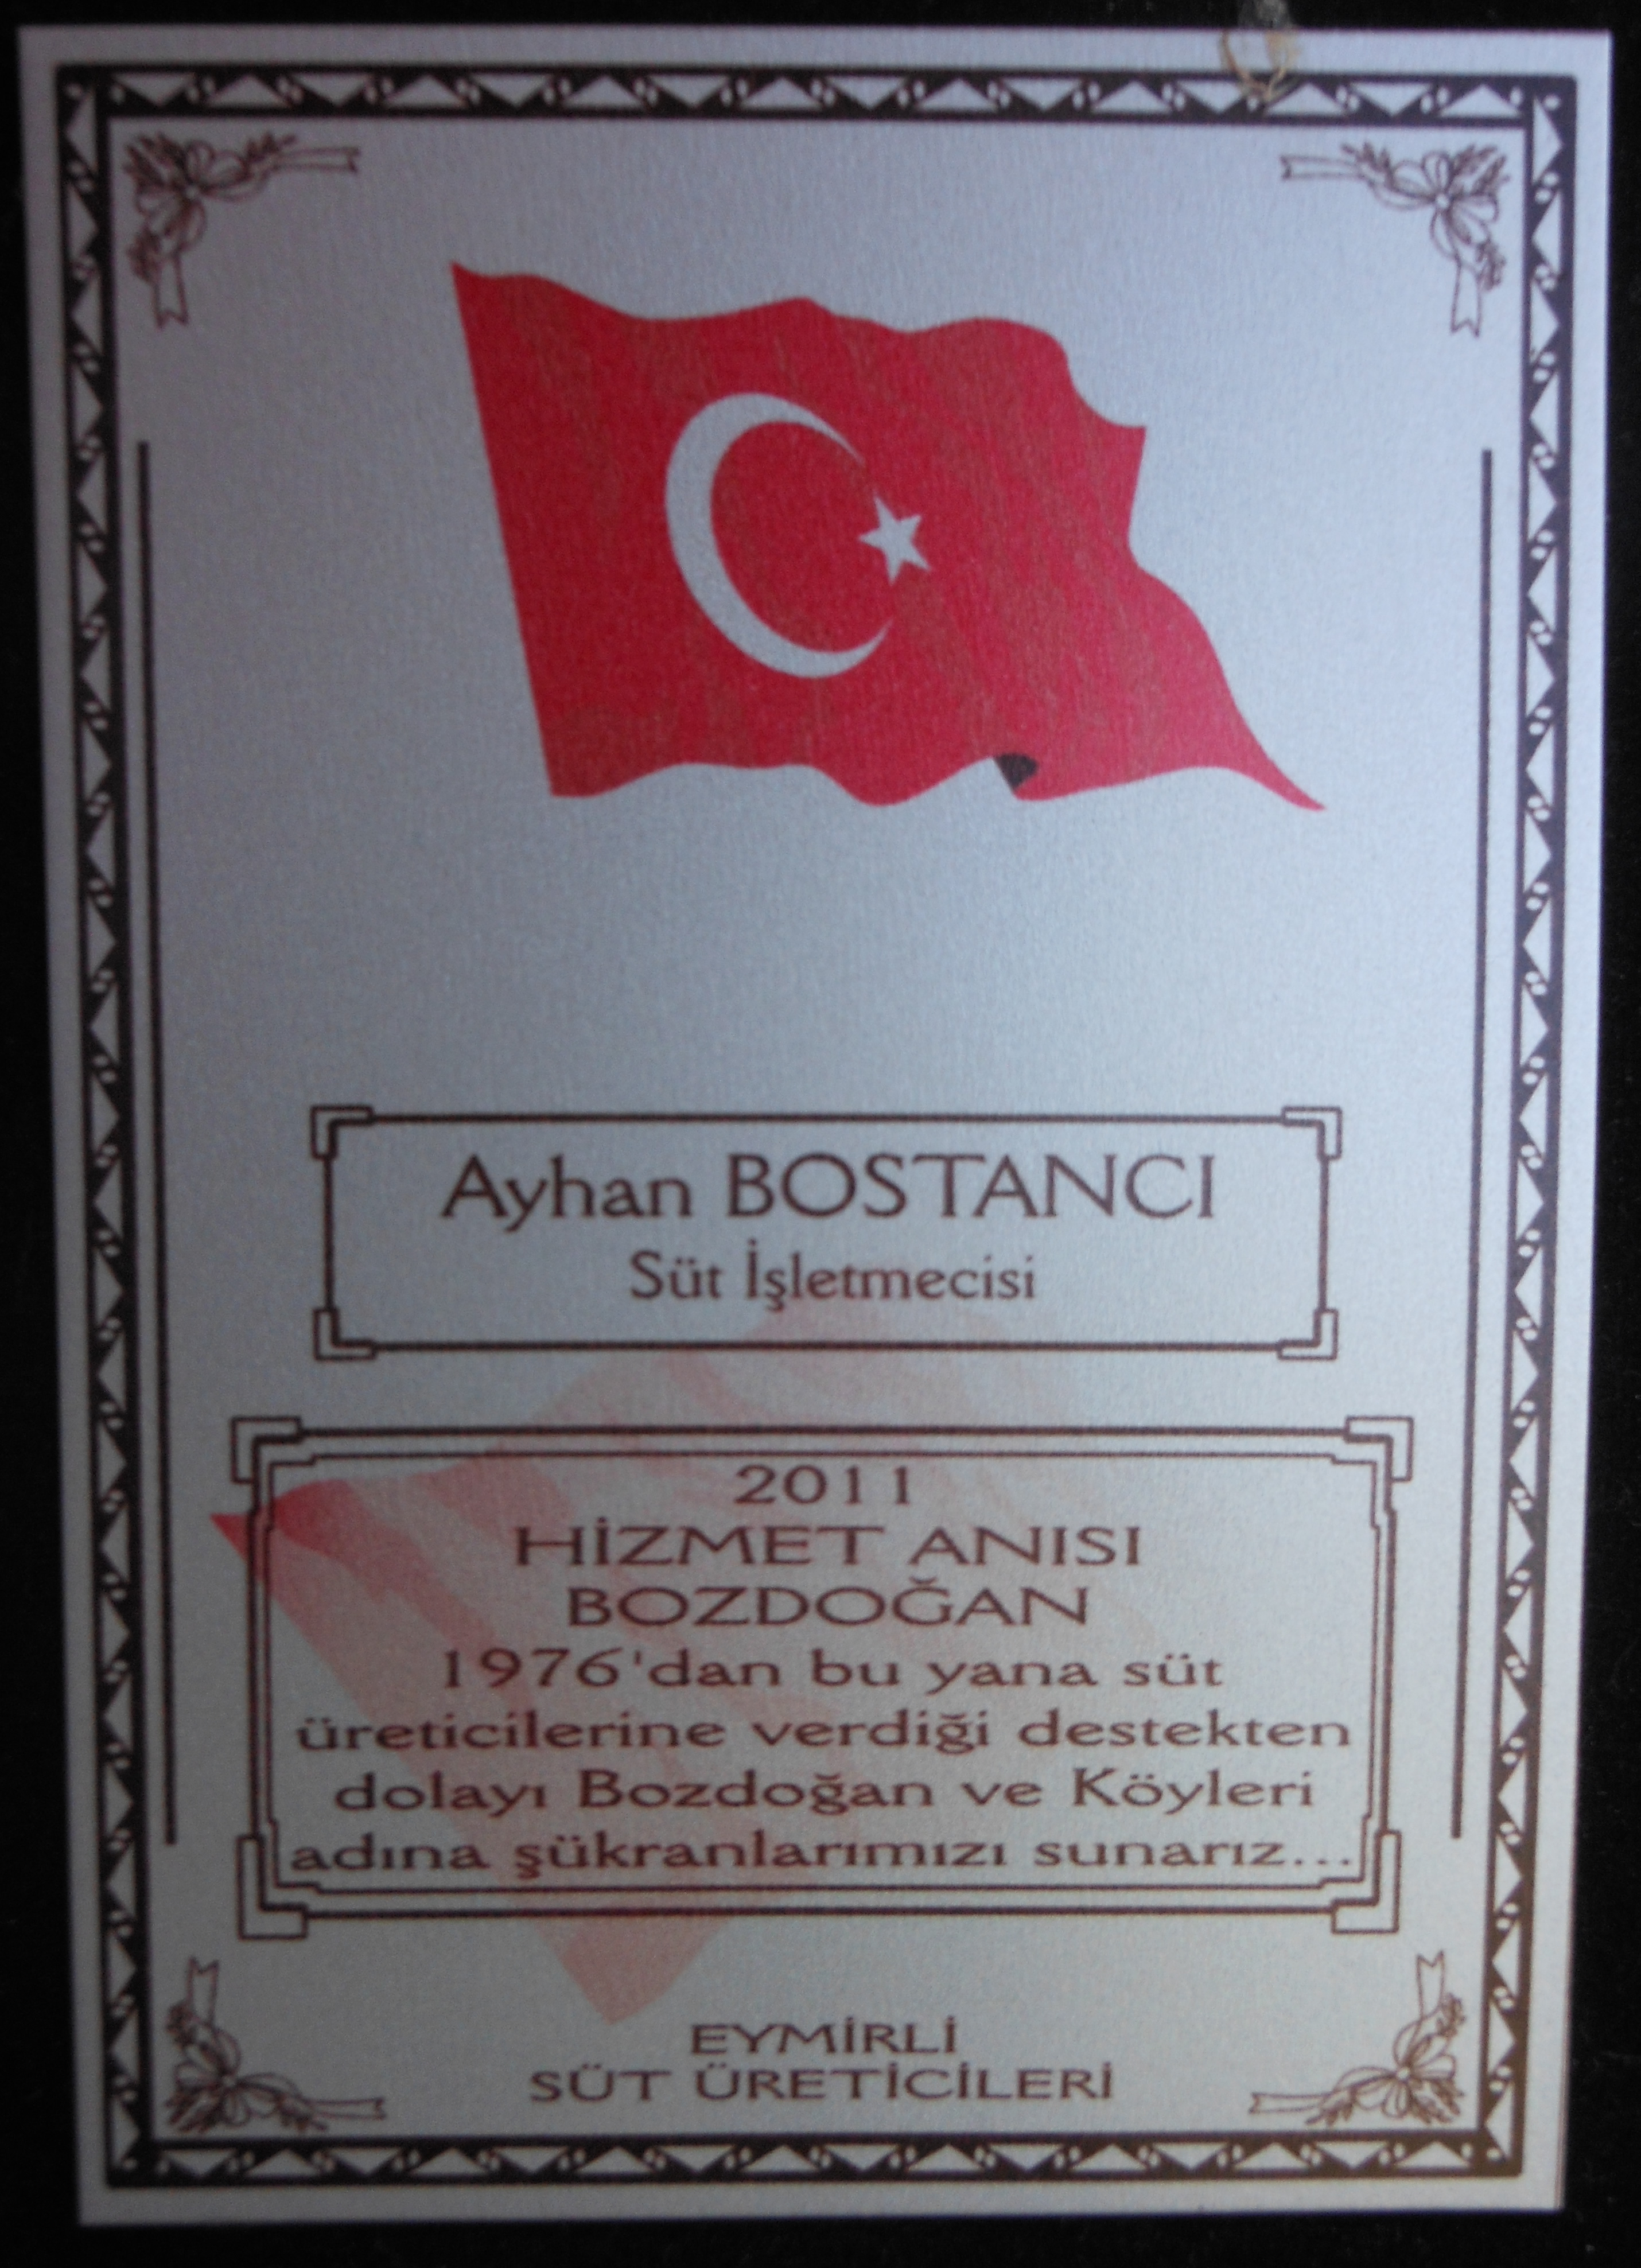 Ayhan BOSTANCI
Süt İşletmecisi
2011
HİZMET ANISI
BOZDOĞAN
1976'dan bu yana süt
üreticilerine verdiği destekten
dolayı Bozdoğan ve Köyleri
adına şükranlarımızı sunarız...
EYMİRLİ
SÜT ÜRETİCİLERİ